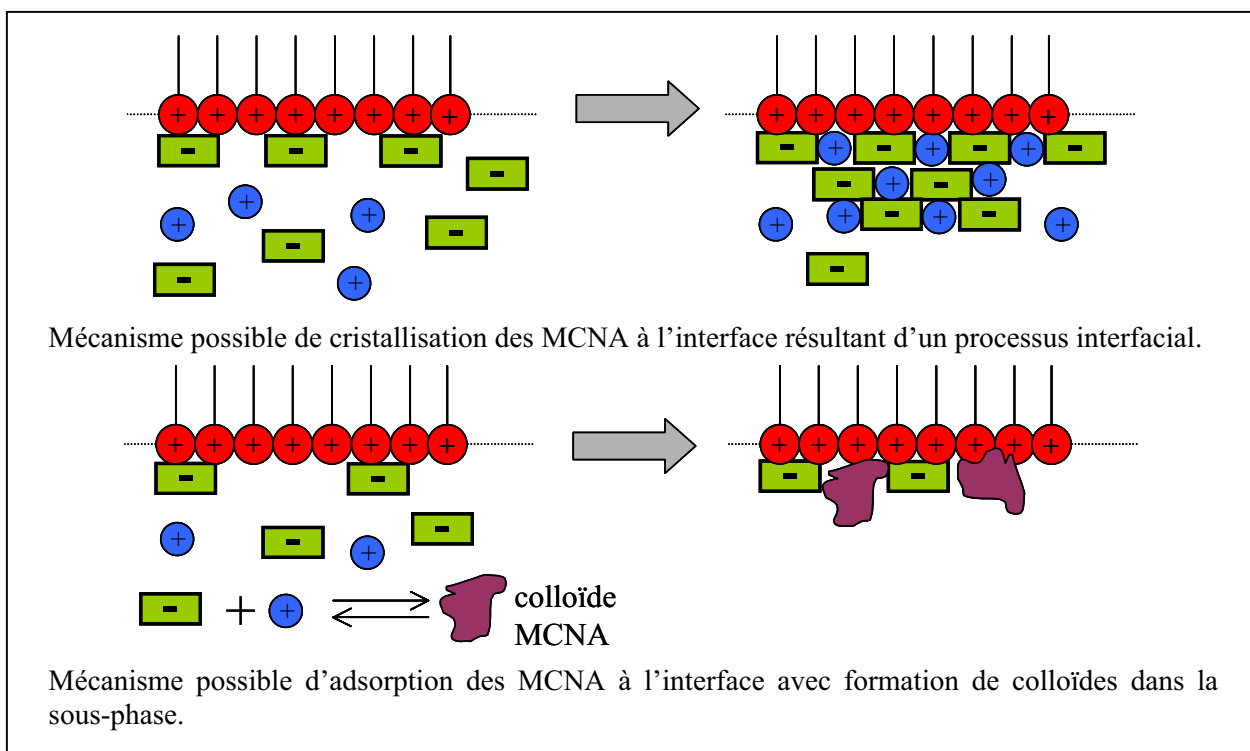 Mécanisme possible de cristallisation des MCNA à l’interface résultant d’un processus interfacial.
+ colloïde
MCNA
Mécanisme possible d’adsorption des MCNA à l’interface avec formation de colloïdes dans la
sous-phase.